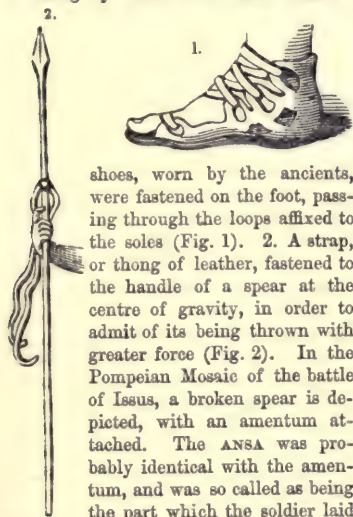 2.
1.
shoes, worn by the ancients,
were fastened on the foot, pass-
ing through the loops affixed to
the soles (Fig. 1). 2. A strap,
or thong of leather, fastened to
the handle of a spear at the
centre of gravity, in order to
admit of its being thrown with
greater force (Fig. 2). In the
Pompeian Mosaic of the battle
of Issus, a broken spear is de-
picted, with an amentum at-
tached. The ANSA was pro-
bably identical with the amen-
tum, and was so called as being
the part which the soldier laid